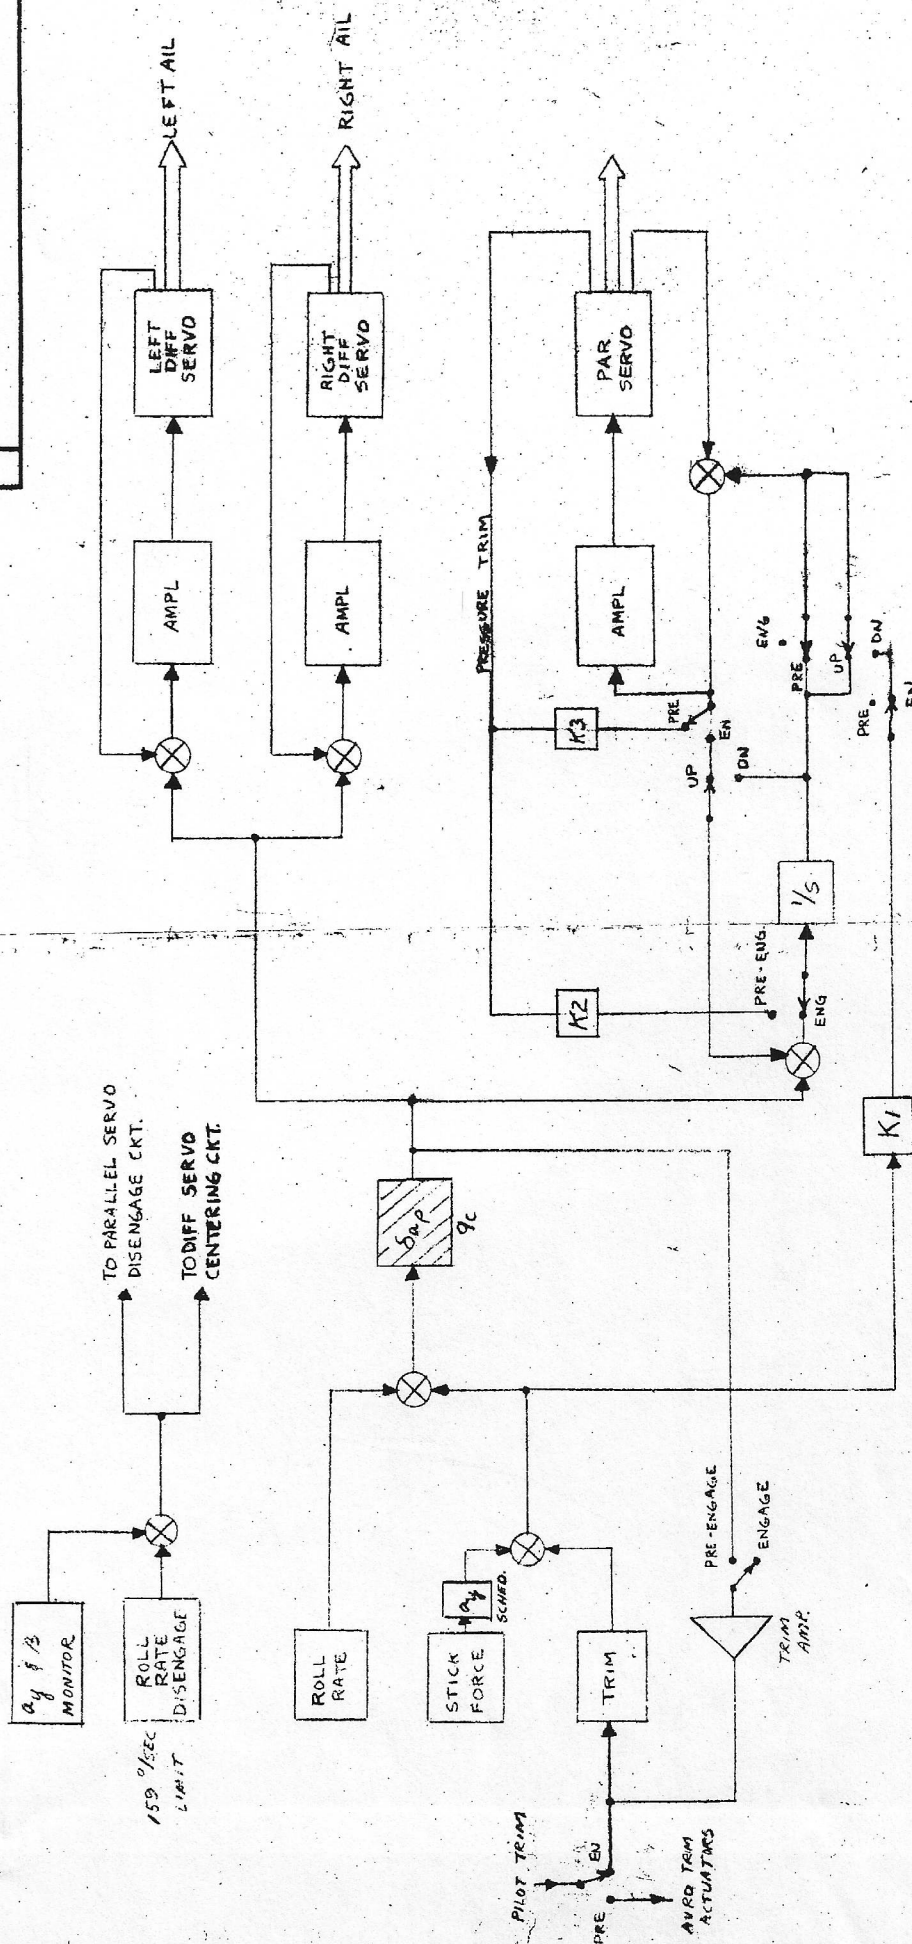 LEFT AIL
RIGHT AIL
LEFT
DIFF
SERVO
RIGHT
DIFF
SERVO
PAR
SERVO
AMPL
AMPL
AMPL
PRESSURE TRIM
K3
PRE
EN
UP
DN
ENG
PRE
UP
DN
PRE
EN
1/S
K2
PRE-ENG.
ENG
K1
TO PARALLEL SERVO
DISENGAGE CKT.
TO DIFF SERVO
CENTERING CKT.
δap
qc
ay & β
MONITOR
ROLL
RATE
DISENGAGE
159 °/SEC
LIMIT
ROLL
RATE
STICK
FORCE
ay
SCHED.
TRIM
PRE-ENGAGE
ENGAGE
TRIM
AMP.
PILOT TRIM
EN
PRE
AVRO TRIM
ACTUATORS